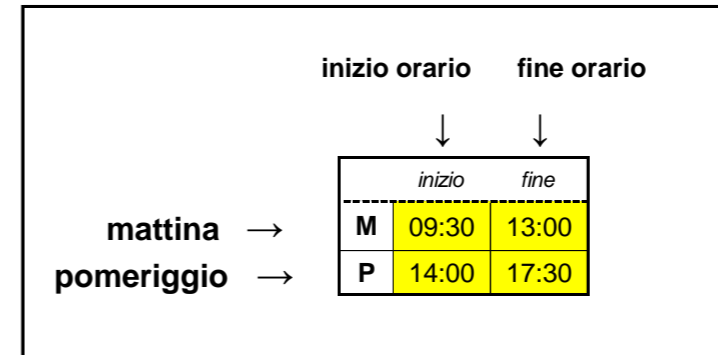 inizio orario fine orario
↓ ↓
inizio fine
mattina → M 09:30 13:00
pomeriggio → P 14:00 17:30